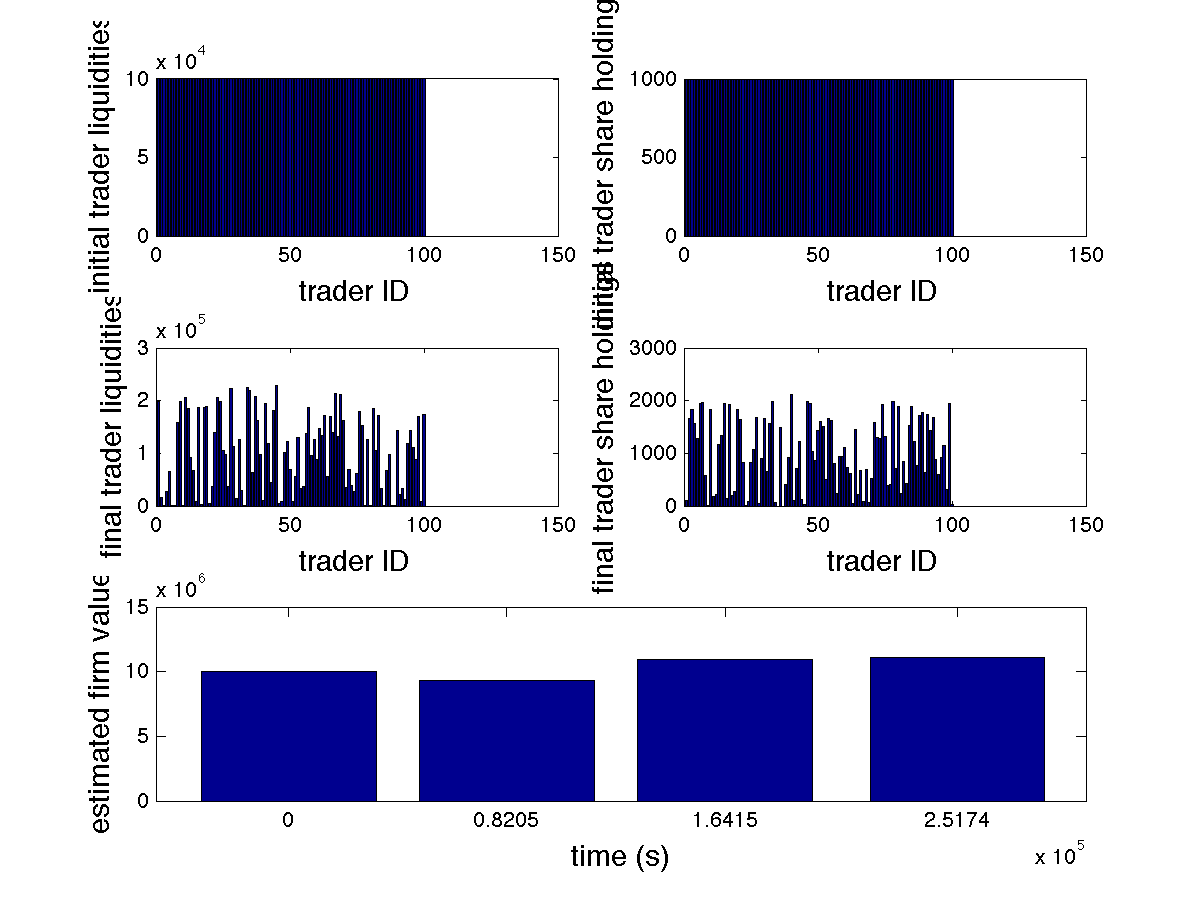 initial trader liquidities
x 10^4
10
5
0
0 50 100 150
trader ID
trader share holding
1000
500
0
0 50 100 150
trader ID
final trader liquidities
x 10^5
3
2
1
0
0 50 100 150
trader ID
final trader share holdings
3000
2000
1000
0
0 50 100 150
trader ID
estimated firm value
x 10^6
15
10
5
0
0 0.8205 1.6415 2.5174
time (s)
x 10^5